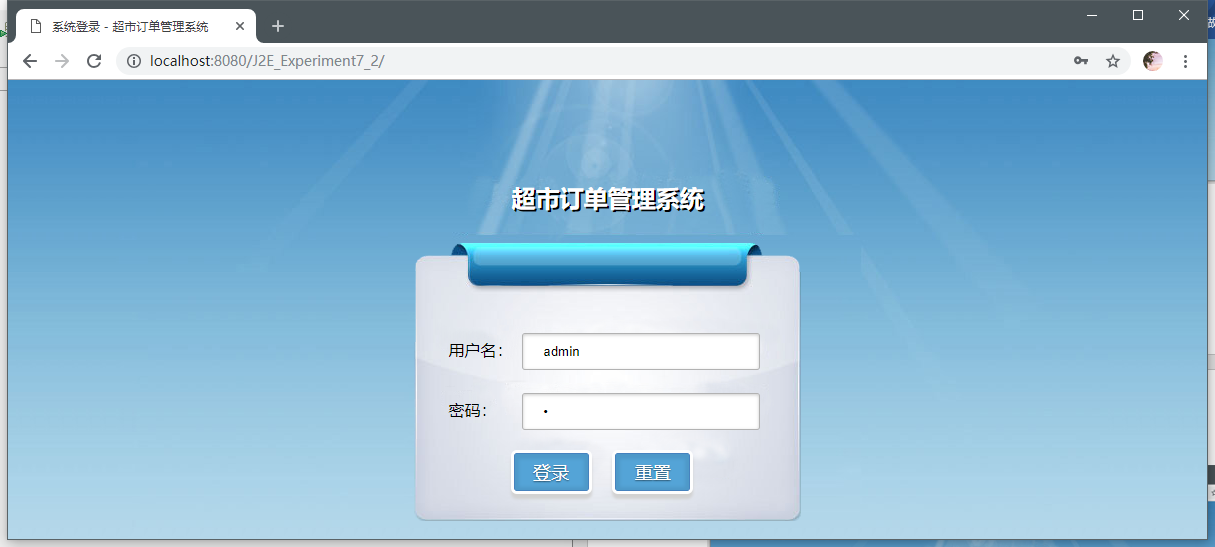 系统登录 - 超市订单管理系统
localhost:8080/J2E_Experiment7_2/
超市订单管理系统
用户名： admin
密码： •
登录 重置